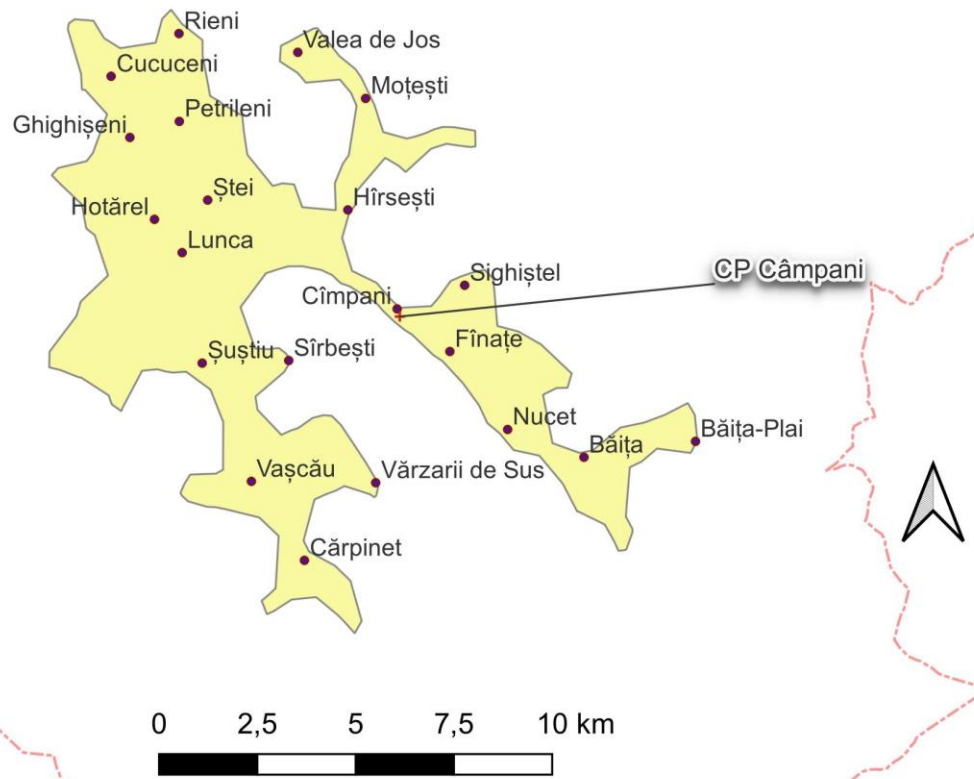 Rieni
Valea de Jos
Cucuceni
Moțești
Petrileni
Ghighișeni
Ștei
Hîrsești
Hotărel
Lunca
CP Câmpani
Sighiștel
Cîmpani
Fînațe
Șuștiu
Sîrbești
Nucet
Băița-Plai
Băița
Vașcău
Vărzarii de Sus
Cărpinet
0 2,5 5 7,5 10 km